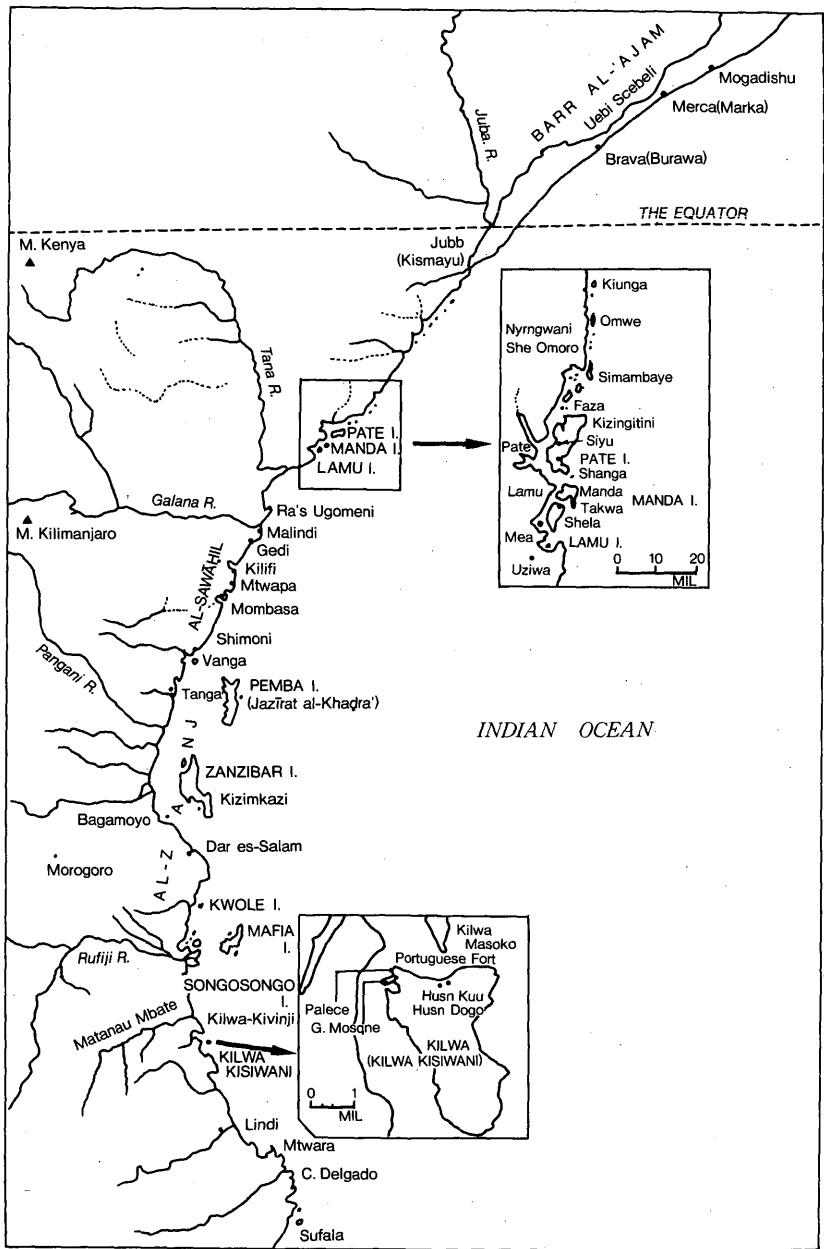 BARR AL-'AJAM
Uebi Scebeli
Mogadishu
Merca(Marka)
Juba. R.
Brava(Burawa)
THE EQUATOR
M. Kenya
Jubb
(Kismayu)
Tana R.
PATE I.
MANDA I.
LAMU I.
Kiunga
Omwe
Nyrngwani
She Omoro
Simambaye
Faza
Kizingitini
Siyu
Pate
PATE I.
Shanga
Lamu
Manda
MANDA I.
Takwa
Shela
Mea
LAMU I.
Uziwa
0 10 20
MIL
Galana R.
Ra's Ugomeni
M. Kilimanjaro
Malindi
Gedi
AL-SAWĀHIL
Kilifi
Mtwapa
Mombasa
Shimoni
Vanga
Pangani R.
Tanga
PEMBA I.
(Jazīrat al-Khaḍra')
INDIAN OCEAN
AL-ZANJ
ZANZIBAR I.
Kizimkazi
Bagamoyo
Dar es-Salam
Morogoro
KWOLE I.
MAFIA
I.
Rufiji R.
SONGOSONGO
I.
Kilwa-Kivinji
Matanau Mbate
KILWA
KISIWANI
Kilwa
Masoko
Portuguese Fort
Husn Kuu
Husn Dogo
Palece
G. Mosqne
KILWA
(KILWA KISIWANI)
0 1
MIL
Lindi
Mtwara
C. Delgado
Sufala